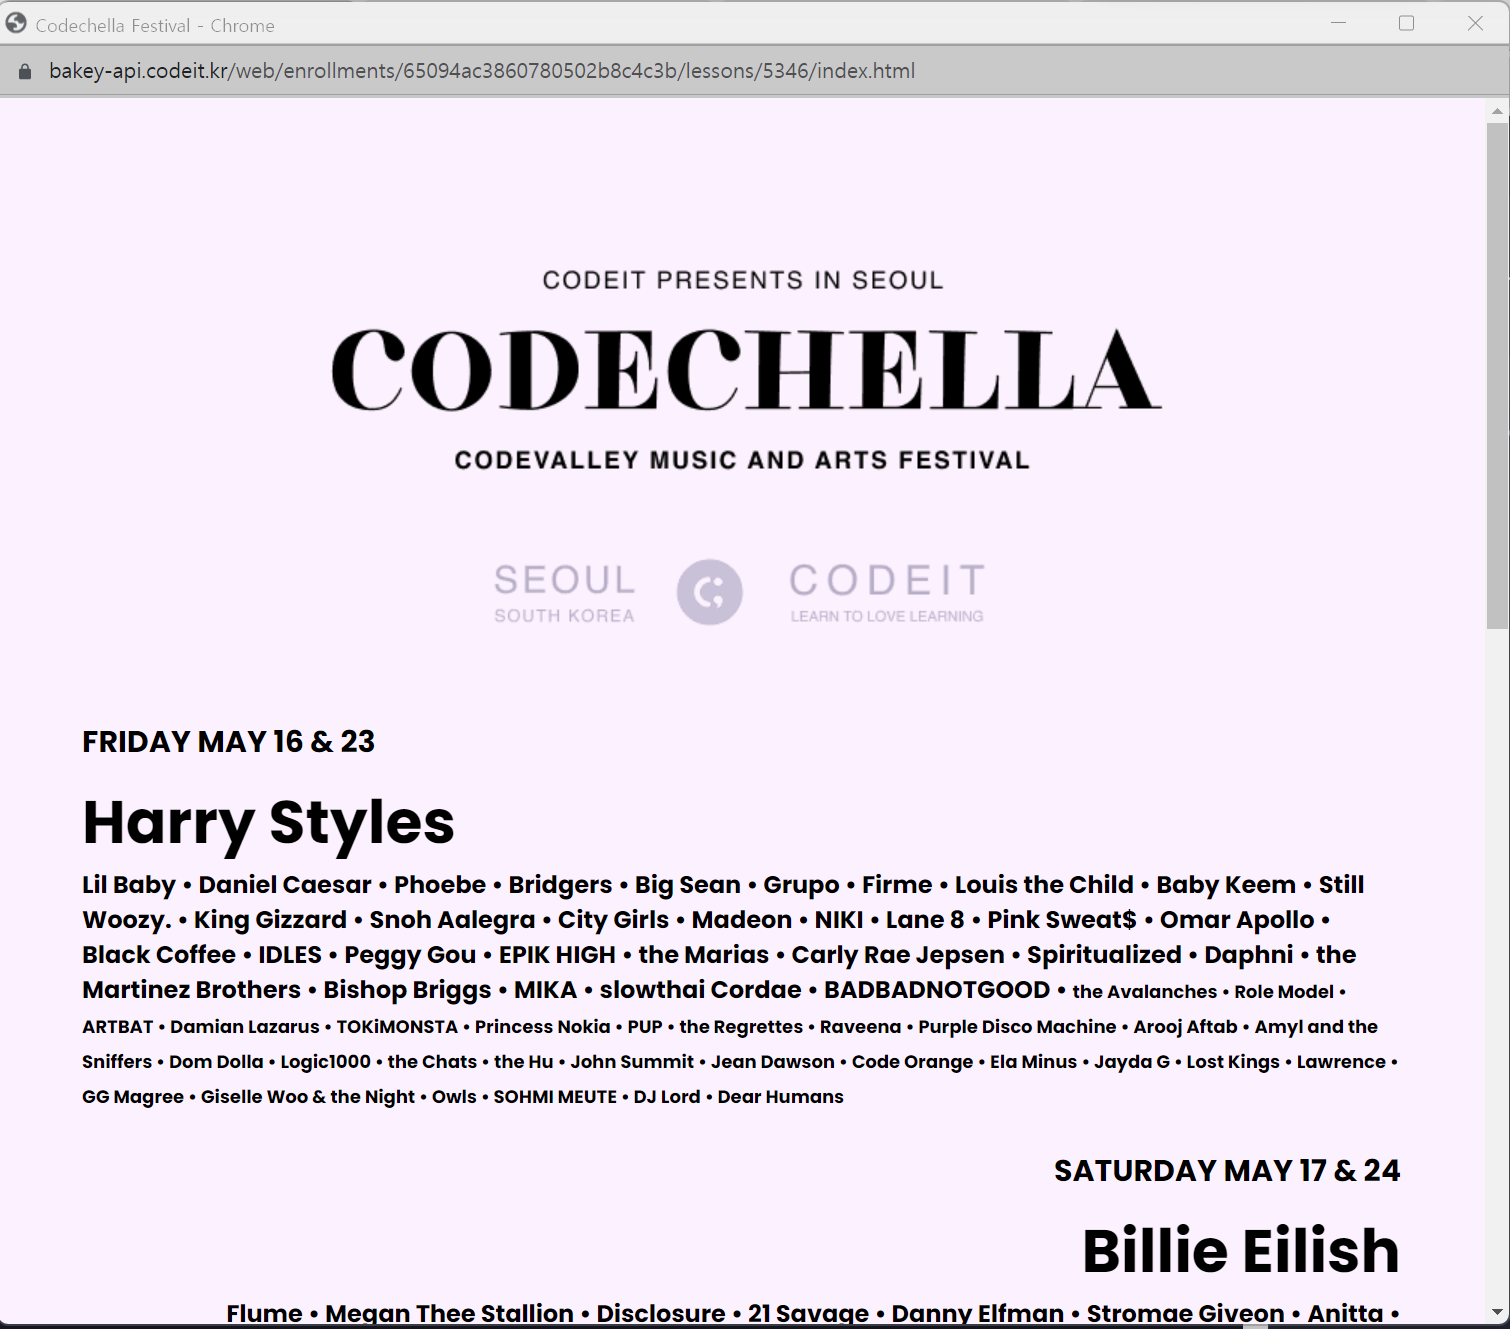 Codechella Festival - Chrome
bakey-api.codeit.kr/web/enrollments/65094ac3860780502b8c4c3b/lessons/5346/index.html
CODEIT PRESENTS IN SEOUL
CODECHELLA
CODEVALLEY MUSIC AND ARTS FESTIVAL
SEOUL CODEIT
SOUTH KOREA LEARN TO LOVE LEARNING
FRIDAY MAY 16 & 23
Harry Styles
Lil Baby • Daniel Caesar • Phoebe • Bridgers • Big Sean • Grupo • Firme • Louis the Child • Baby Keem • Still
Woozy. • King Gizzard • Snoh Aalegra • City Girls • Madeon • NIKI • Lane 8 • Pink Sweat$ • Omar Apollo •
Black Coffee • IDLES • Peggy Gou • EPIK HIGH • the Marias • Carly Rae Jepsen • Spiritualized • Daphni • the
Martinez Brothers • Bishop Briggs • MIKA • slowthai Cordae • BADBADNOTGOOD • the Avalanches • Role Model •
ARTBAT • Damian Lazarus • TOKiMONSTA • Princess Nokia • PUP • the Regrettes • Raveena • Purple Disco Machine • Arooj Aftab • Amyl and the
Sniffers • Dom Dolla • Logic1000 • the Chats • the Hu • John Summit • Jean Dawson • Code Orange • Ela Minus • Jayda G • Lost Kings • Lawrence •
GG Magree • Giselle Woo & the Night • Owls • SOHMI MEUTE • DJ Lord • Dear Humans
SATURDAY MAY 17 & 24
Billie Eilish
Flume • Megan Thee Stallion • Disclosure • 21 Savage • Danny Elfman • Stromae Giveon • Anitta •